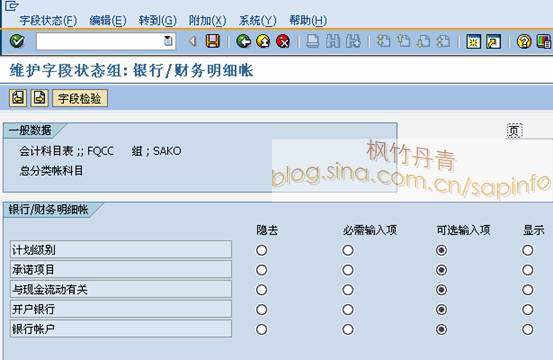 字段状态(F) 编辑(E) 转到(G) 附加(X) 系统(Y) 帮助(H)
维护字段状态组: 银行/财务明细帐
字段检验
一般数据
页
会计科目表 ;; FQCC 组 ; SAKO
总分类帐科目
枫竹丹青
blog.sina.com.cn/sapinfo
银行/财务明细帐
隐去 必需输入项 可选输入项 显示
计划级别
承诺项目
与现金流动有关
开户银行
银行帐户